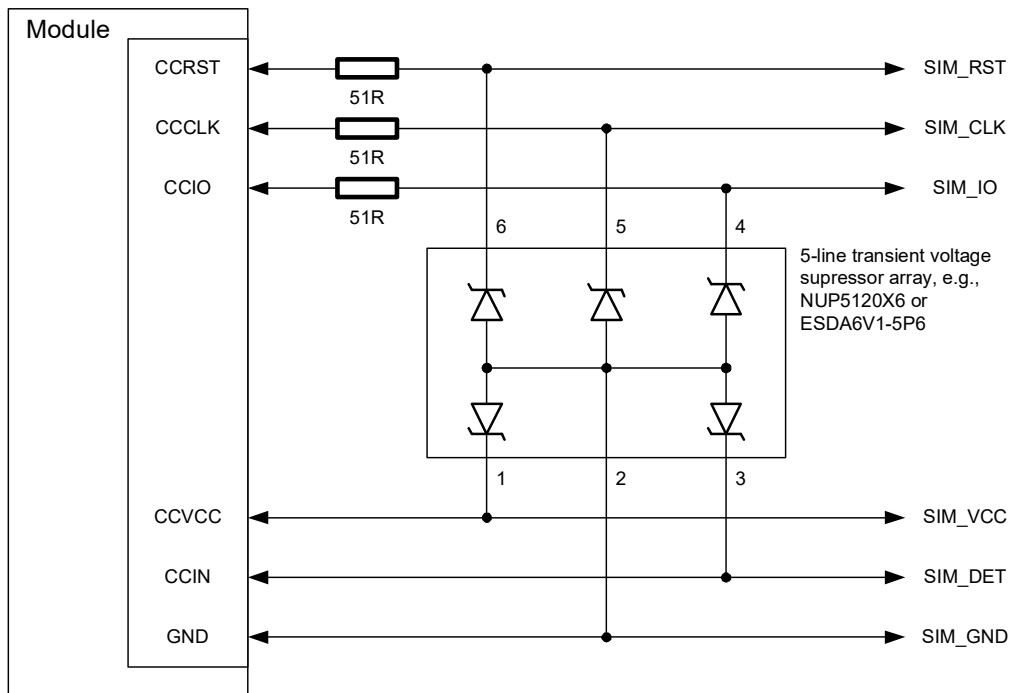 Module
CCRST
SIM_RST
51R
CCCLK
SIM_CLK
51R
CCIO
SIM_IO
51R
6
5
4
5-line transient voltage
supressor array, e.g.,
NUP5120X6 or
ESDA6V1-5P6
1
2
3
CCVCC
SIM_VCC
CCIN
SIM_DET
GND
SIM_GND